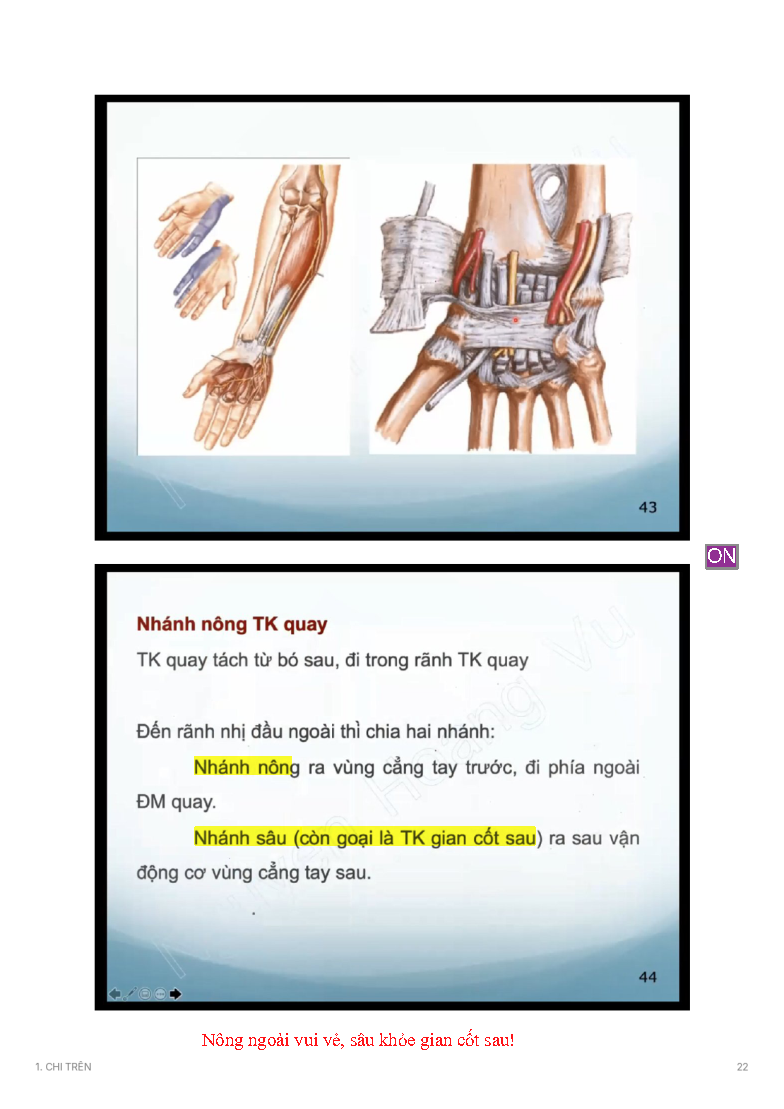 43
ON
Nhánh nông TK quay
TK quay tách từ bó sau, đi trong rãnh TK quay
Đến rãnh nhị đầu ngoài thì chia hai nhánh:
Nhánh nông ra vùng cẳng tay trước, đi phía ngoài
ĐM quay.
Nhánh sâu (còn goại là TK gian cốt sau) ra sau vận
động cơ vùng cẳng tay sau.
44
Nông ngoài vui vẻ, sâu khỏe gian cốt sau!
1. CHI TRÊN
22